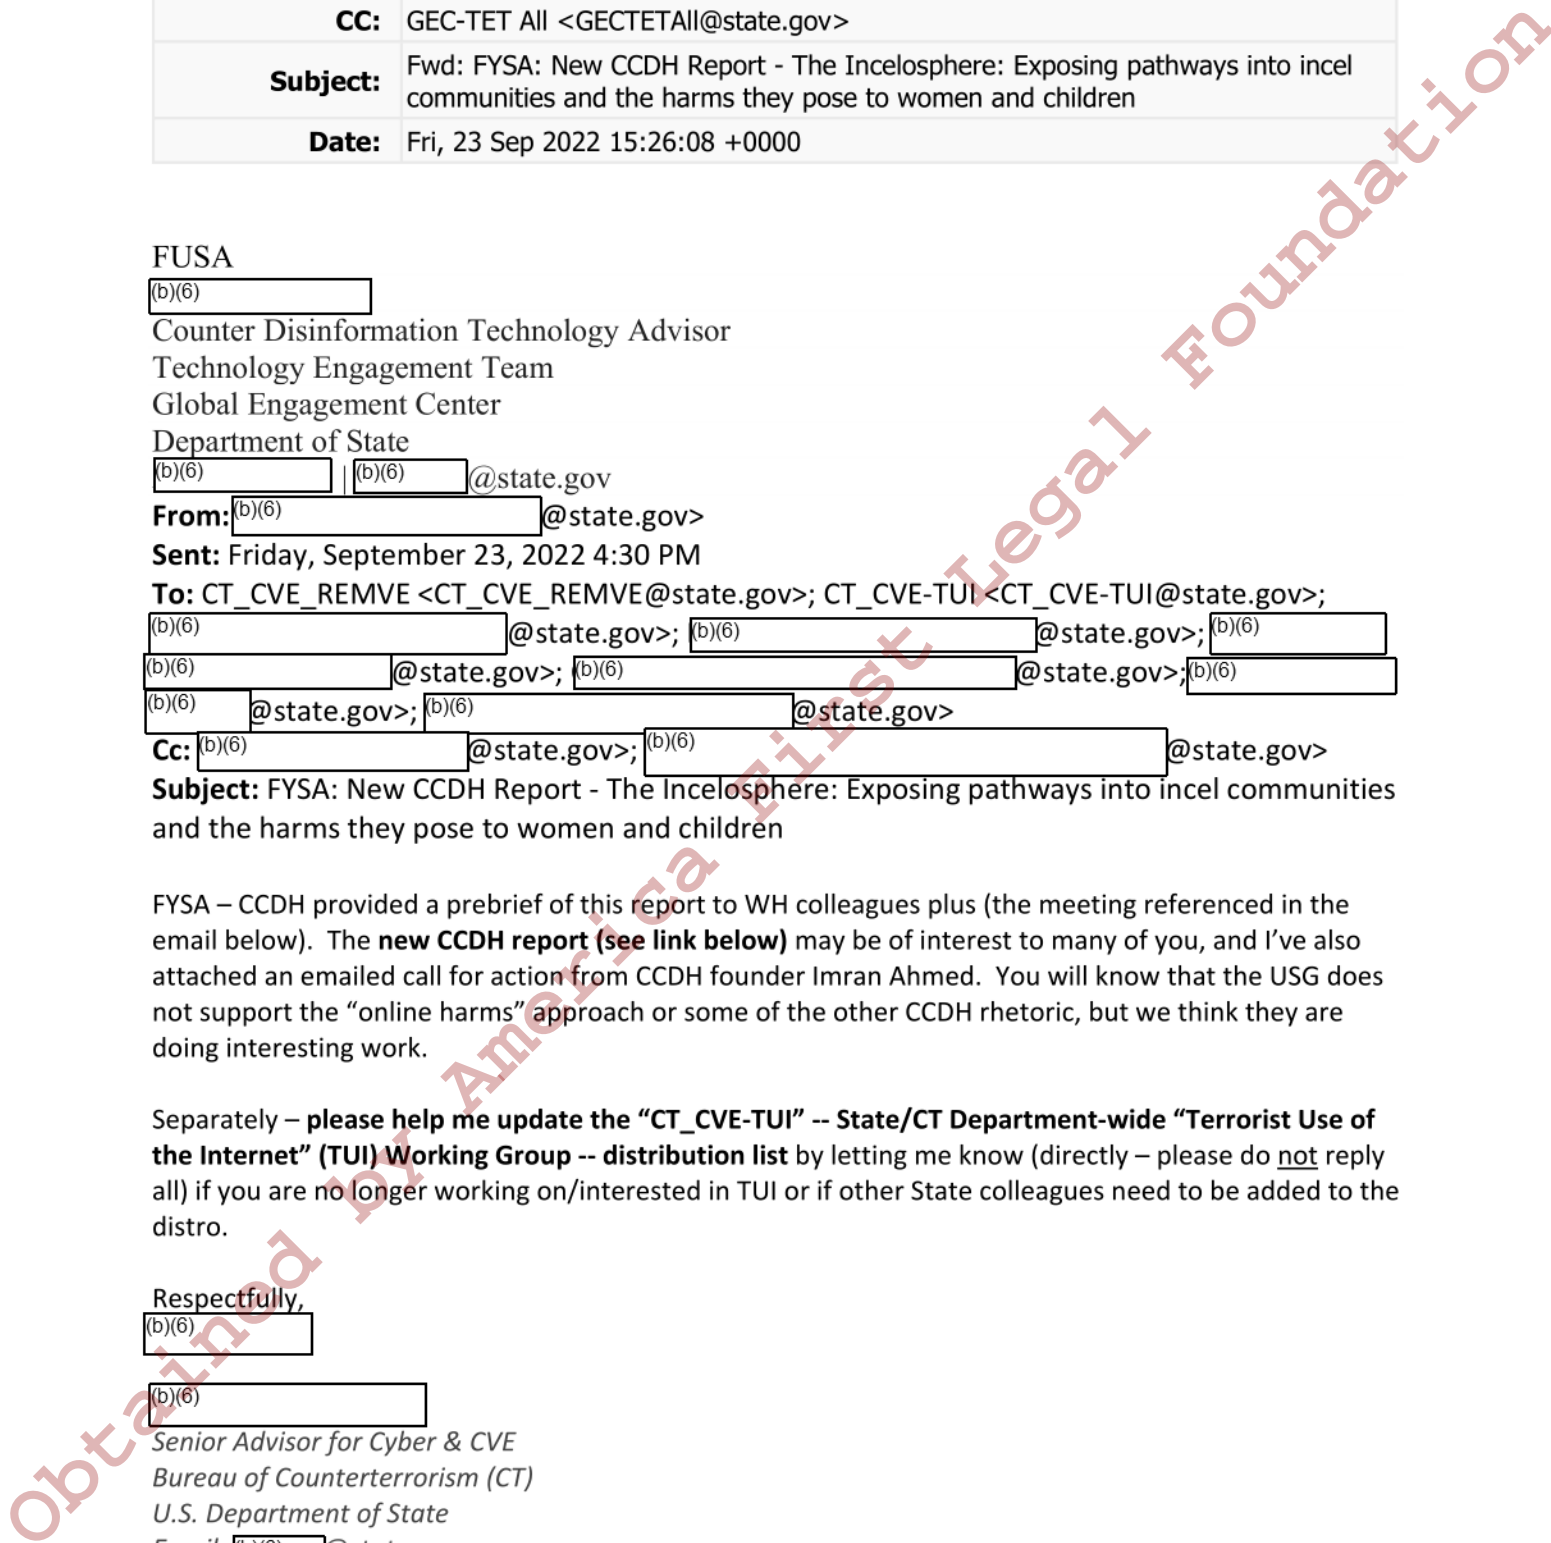 CC: GEC-TET All <GECTETAll@state.gov>
Subject: Fwd: FYSA: New CCDH Report - The Incelosphere: Exposing pathways into incel
communities and the harms they pose to women and children
Date: Fri, 23 Sep 2022 15:26:08 +0000
FUSA
(b)(6)
Counter Disinformation Technology Advisor
Technology Engagement Team
Global Engagement Center
Department of State
(b)(6) | (b)(6) @state.gov
From: (b)(6) @state.gov>
Sent: Friday, September 23, 2022 4:30 PM
To: CT_CVE_REMVE <CT_CVE_REMVE@state.gov>; CT_CVE-TUI <CT_CVE-TUI@state.gov>;
(b)(6) @state.gov>; (b)(6) @state.gov>; (b)(6)
(b)(6) @state.gov>; (b)(6) @state.gov>; (b)(6)
(b)(6) @state.gov>; (b)(6) @state.gov>
Cc: (b)(6) @state.gov>; (b)(6) @state.gov>
Subject: FYSA: New CCDH Report - The Incelosphere: Exposing pathways into incel communities
and the harms they pose to women and children
FYSA – CCDH provided a prebrief of this report to WH colleagues plus (the meeting referenced in the
email below).  The new CCDH report (see link below) may be of interest to many of you, and I’ve also
attached an emailed call for action from CCDH founder Imran Ahmed.  You will know that the USG does
not support the “online harms” approach or some of the other CCDH rhetoric, but we think they are
doing interesting work.
Separately – please help me update the “CT_CVE-TUI” -- State/CT Department-wide “Terrorist Use of
the Internet” (TUI) Working Group -- distribution list by letting me know (directly – please do not reply
all) if you are no longer working on/interested in TUI or if other State colleagues need to be added to the
distro.
Respectfully,
(b)(6)
(b)(6)
Senior Advisor for Cyber & CVE
Bureau of Counterterrorism (CT)
U.S. Department of State
Obtained by America First Legal Foundation